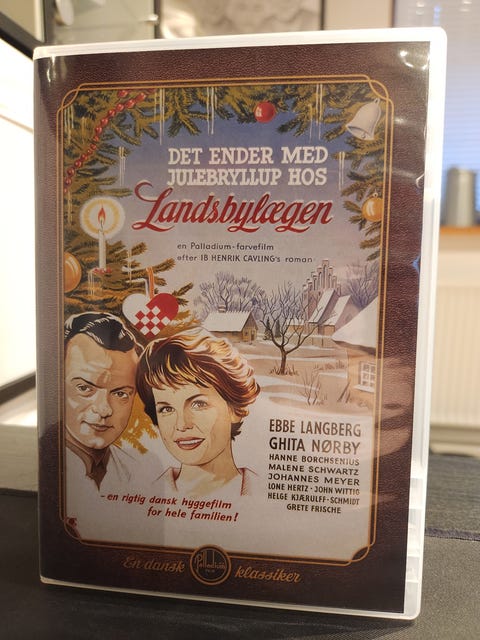 DET ENDER MED
JULEBRYLLUP HOS
Landsbylægen
en Palladium-farvefilm
efter IB HENRIK CAVLING's roman
EBBE LANGBERG
GHITA NØRBY
HANNE BORCHSENIUS
MALENE SCHWARTZ
JOHANNES MEYER
LONE HERTZ · JOHN WITTIG
HELGE KJÆRULFF-SCHMIDT
GRETE FRISCHE
- en rigtig dansk hyggefilm
for hele familien!
En dansk Palladium klassiker